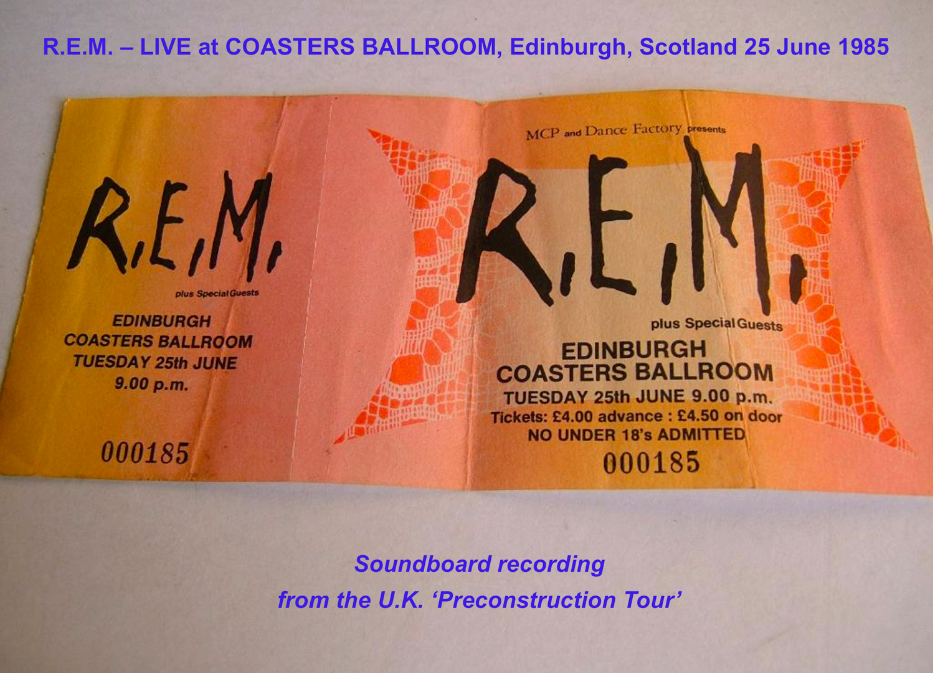 R.E.M. – LIVE at COASTERS BALLROOM, Edinburgh, Scotland 25 June 1985
R.E.M.
plus Special Guests
EDINBURGH
COASTERS BALLROOM
TUESDAY 25th JUNE
9.00 p.m.
000185
MCP and Dance Factory presents
R.E.M.
plus Special Guests
EDINBURGH
COASTERS BALLROOM
TUESDAY 25th JUNE 9.00 p.m.
Tickets: £4.00 advance : £4.50 on door
NO UNDER 18's ADMITTED
000185
Soundboard recording
from the U.K. ‘Preconstruction Tour’